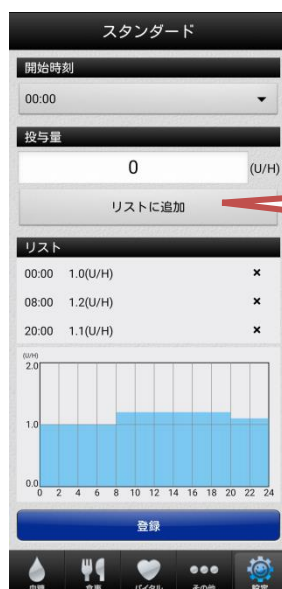 スタンダード
開始時刻
00:00
投与量
0 (U/H)
リストに追加
リスト
00:00 1.0(U/H) ×
08:00 1.2(U/H) ×
20:00 1.1(U/H) ×
(U/H)
2.0
1.0
0.0
0 2 4 6 8 10 12 14 16 18 20 22 24
登録
血糖 食事 バイタル その他 設定